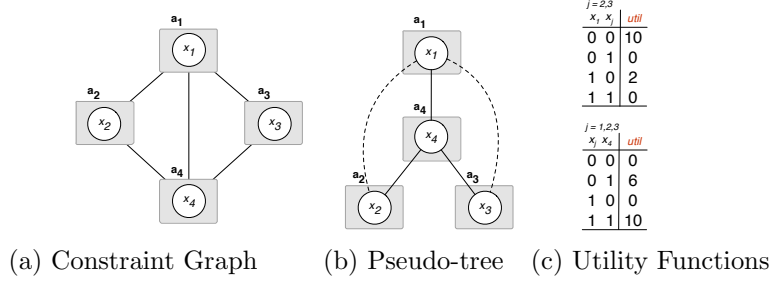 a1
x1
a2
x2
a3
x3
a4
x4
(a) Constraint Graph
a1
x1
a4
x4
a2
x2
a3
x3
(b) Pseudo-tree
j = 2,3
x1 xj util
0 0 10
0 1 0
1 0 2
1 1 0
j = 1,2,3
xj x4 util
0 0 0
0 1 6
1 0 0
1 1 10
(c) Utility Functions